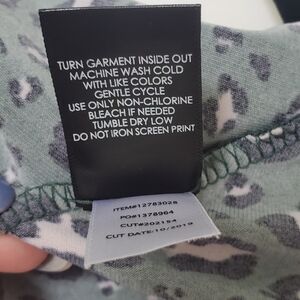 TURN GARMENT INSIDE OUT
MACHINE WASH COLD
WITH LIKE COLORS
GENTLE CYCLE
USE ONLY NON-CHLORINE
BLEACH IF NEEDED
TUMBLE DRY LOW
DO NOT IRON SCREEN PRINT
ITEM#12783028
PO#1378964
CUT#202154
CUT DATE:10/2019